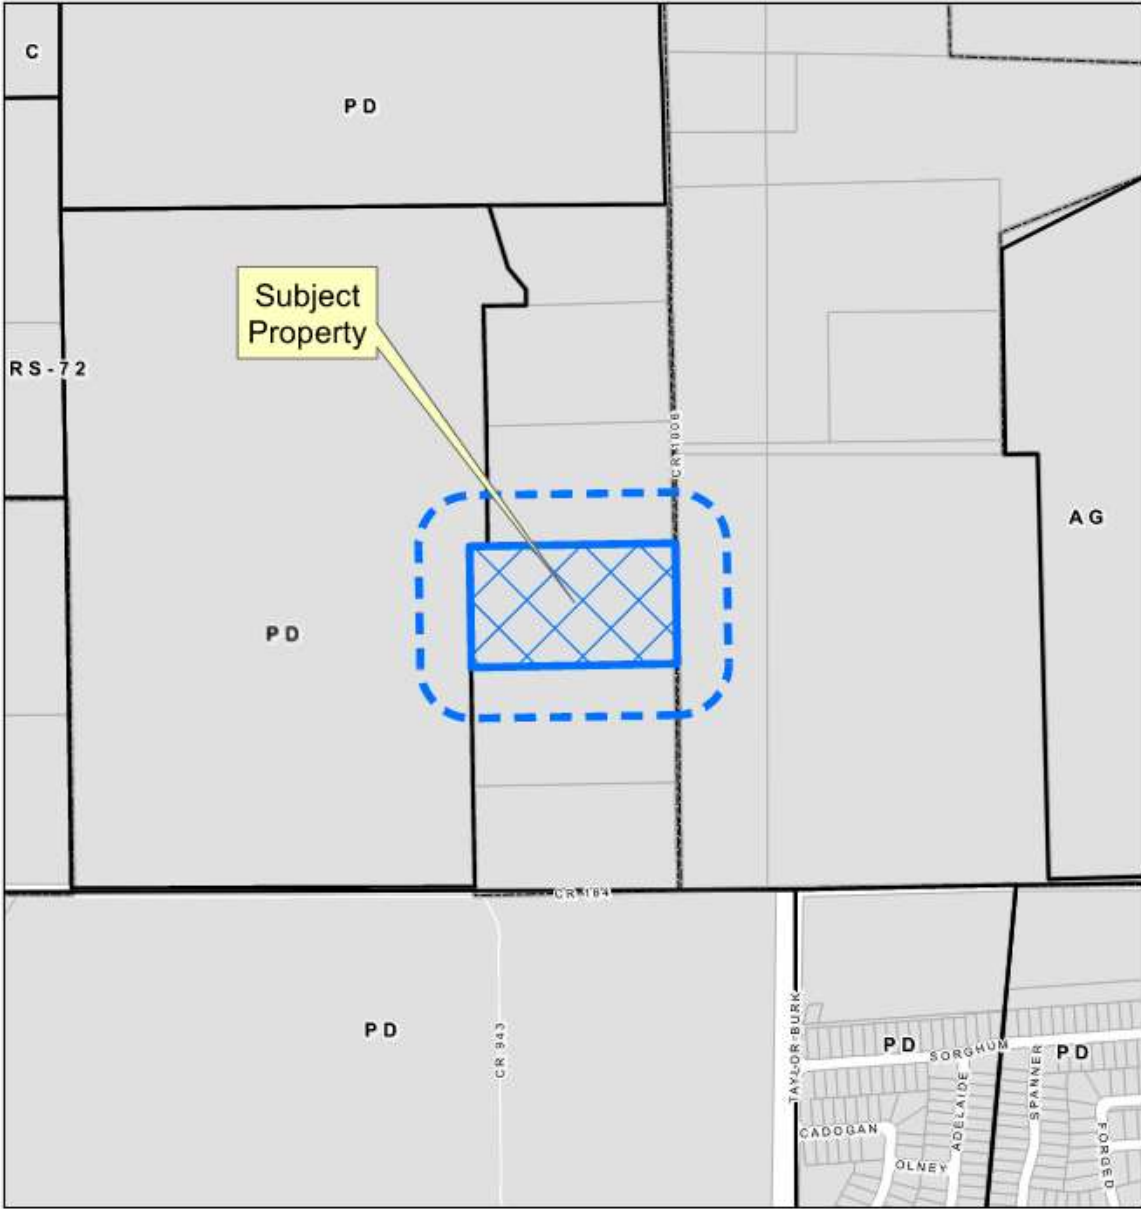 C
PD
Subject
Property
RS-72
CR 1006
AG
PD
CR 164
PD
CR 943
TAYLOR-BURK
PD
SORGHUM
PD
ADELAIDE
SPANNER
CADOGAN
OLNEY
FORGED